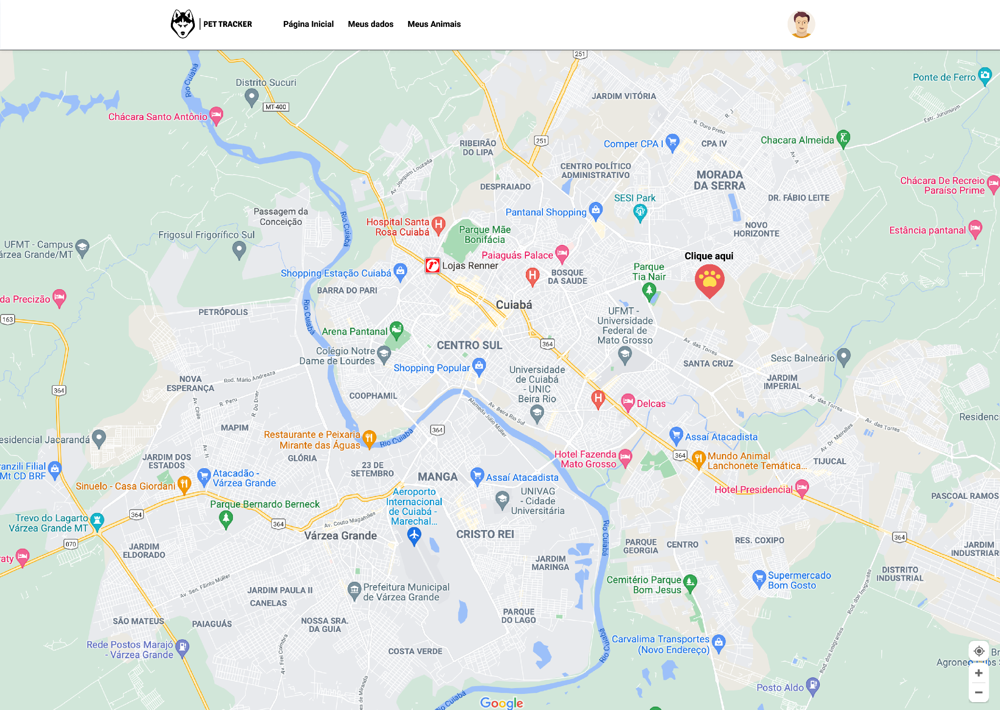 PET TRACKER
Página Inicial
Meus dados
Meus Animais
251
Rio Cuiabá
Distrito Sucuri
Ponte de Ferro
JARDIM VITÓRIA
MT-400
Chácara Santo Antônio
R. J
Estr. Jurumirim
R. Ouro Preto
251
RIBEIRÃO
DO LIPA
Comper CPA I
CPA IV
Chacara Almeida
Av. A
Av. Joaquim Louzada
CENTRO POLÍTICO
ADMINISTRATIVO
MORADA
DA SERRA
DESPRAIADO
Chácara De Recreio
Paraíso Prime
SESI Park
DR. FÁBIO LEITE
Passagem da
Conceição
Pantanal Shopping
Rio Cuiabá
Hospital Santa
Rosa Cuiabá
Parque Mãe
Bonifácia
NOVO
HORIZONTE
Estância pantanal
Frigosul Frigorífico Sul
UFMT - Campus
árzea Grande/MT
Paiaguás Palace
Clique aqui
Lojas Renner
Shopping Estação Cuiabá
BOSQUE
DA SAUDE
Parque
Tia Nair
BARRA DO PARI
da Precizão
Cuiabá
Rio Cuiabá
PETRÓPOLIS
163
UFMT -
Universidade
Federal de
Mato Grosso
Arena Pantanal
CENTRO SUL
364
Av. das Torres
Colégio Notre
Dame de Lourdes
Sesc Balneário
SANTA CRUZ
Shopping Popular
Universidade
de Cuiabá
- UNIC
Beira Rio
Rod. Mário Andreaza
NOVA
ESPERANÇA
JARDIM
IMPERIAL
364
COOPHAMIL
R. Peru
R. Do Dner
Av. Chile
Av. das Torres
Delcas
Alameda Júlio Müller
Av. Beira Rio Sul
Residenci
Av. das Torres
MAPIM
364
Restaurante e Peixaria
Mirante das Águas
Rio Cuiabá
Assaí Atacadista
Av. Dr. Meirelles
esidencial Jacarandá
Av. H
JARDIM DOS
ESTADOS
GLÓRIA
Hotel Fazenda
Mato Grosso
364
Mundo Animal
Lanchonete Temática...
TIJUCAL
23 DE
SETEMBRO
ranzili Filial
Mt CD BRF
Atacadão -
Várzea Grande
MANGA
Assaí Atacadista
Sinuelo - Casa Giordani
Hotel Presidencial
Aeroporto
Internacional
de Cuiabá -
Marechal...
UNIVAG
- Cidade
Universitária
PASCOAL RAMOS
Parque Bernardo Berneck
364
Trevo do Lagarto
Várzea Grande MT
364
Av. Couto Magalhães
Várzea Grande
CRISTO REI
Rio Cuiabá
070
364
JARDIM
ELDORADO
PARQUE
GEORGIA
CENTRO
RES. COXIPO
JARDIM
INDUSTRIARI
raty
JARDIM
MARINGA
DISTRITO
INDUSTRIAL
Av. Sen. Filinto Müller
Cemitério Parque
Bom Jesus
Supermercado
Bom Gosto
JARDIM PAULA II
Prefeitura Municipal
de Várzea Grande
CANELAS
Rod. dos Imigrantes
PARQUE
DO LAGO
SÃO MATEUS
PAIAGUÁS
NOSSA SRA.
DA GUIA
Rio Cuiabá
Rede Postos Marajó
- Várzea Grande
Av. Frei Coimbra
COSTA VERDE
Carvalima Transportes
(Novo Endereço)
Rod. dos Imigrantes
Br
Agrone
s S
es de Miranda
Posto Aldo
io Cuiabá
Google